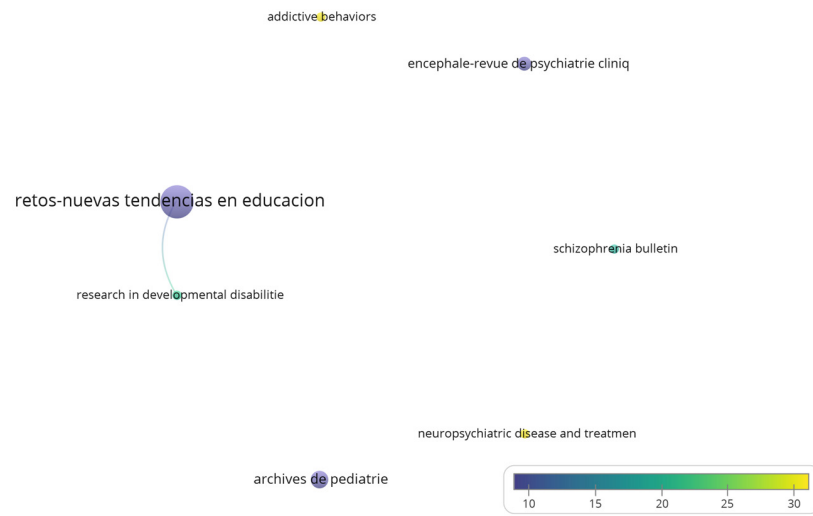 addictive behaviors
encephale-revue de psychiatrie cliniq
retos-nuevas tendencias en educacion
schizophrenia bulletin
research in developmental disabilitie
neuropsychiatric disease and treatmen
archives de pediatrie
10 15 20 25 30